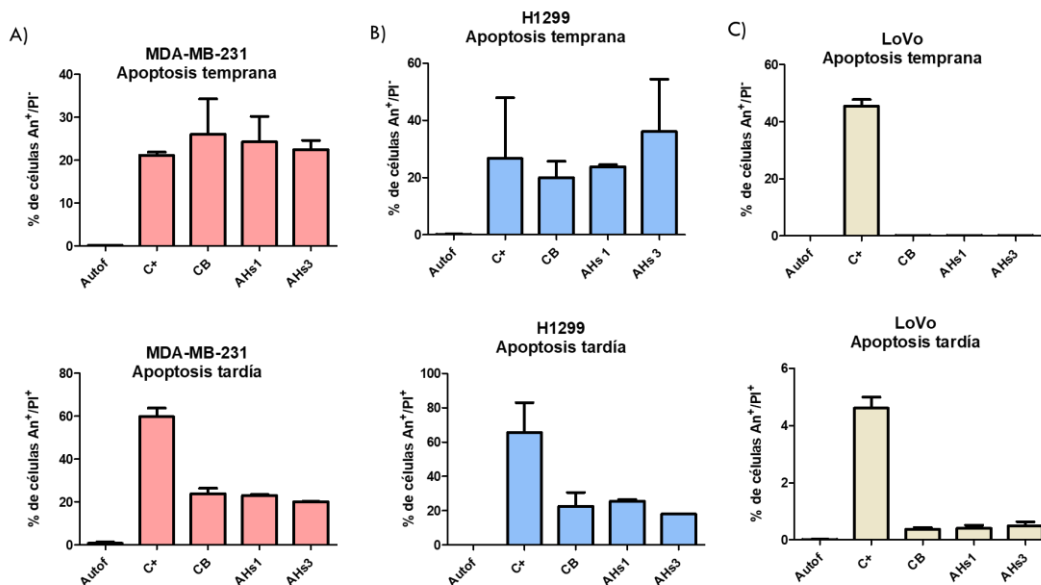 A)
MDA-MB-231
Apoptosis temprana
% de células An⁺/PI⁻
40
30
20
10
0
Autof
C+
CB
AHs1
AHs3
MDA-MB-231
Apoptosis tardía
% de células An⁺/PI⁺
80
60
40
20
0
Autof
C+
CB
AHs1
AHs3
B)
H1299
Apoptosis temprana
% de células An⁺/PI⁻
60
40
20
0
Autof
C+
CB
AHs 1
AHs 3
H1299
Apoptosis tardía
% de células An⁺/PI⁺
100
80
60
40
20
0
Autof
C+
CB
AHs1
AHs3
C)
LoVo
Apoptosis temprana
% de células An⁺/PI⁻
60
40
20
0
Autof
C+
CB
AHs1
AHs3
LoVo
Apoptosis tardía
% de células An⁺/PI⁺
6
4
2
0
Autof
C+
CB
AHs1
AHs3